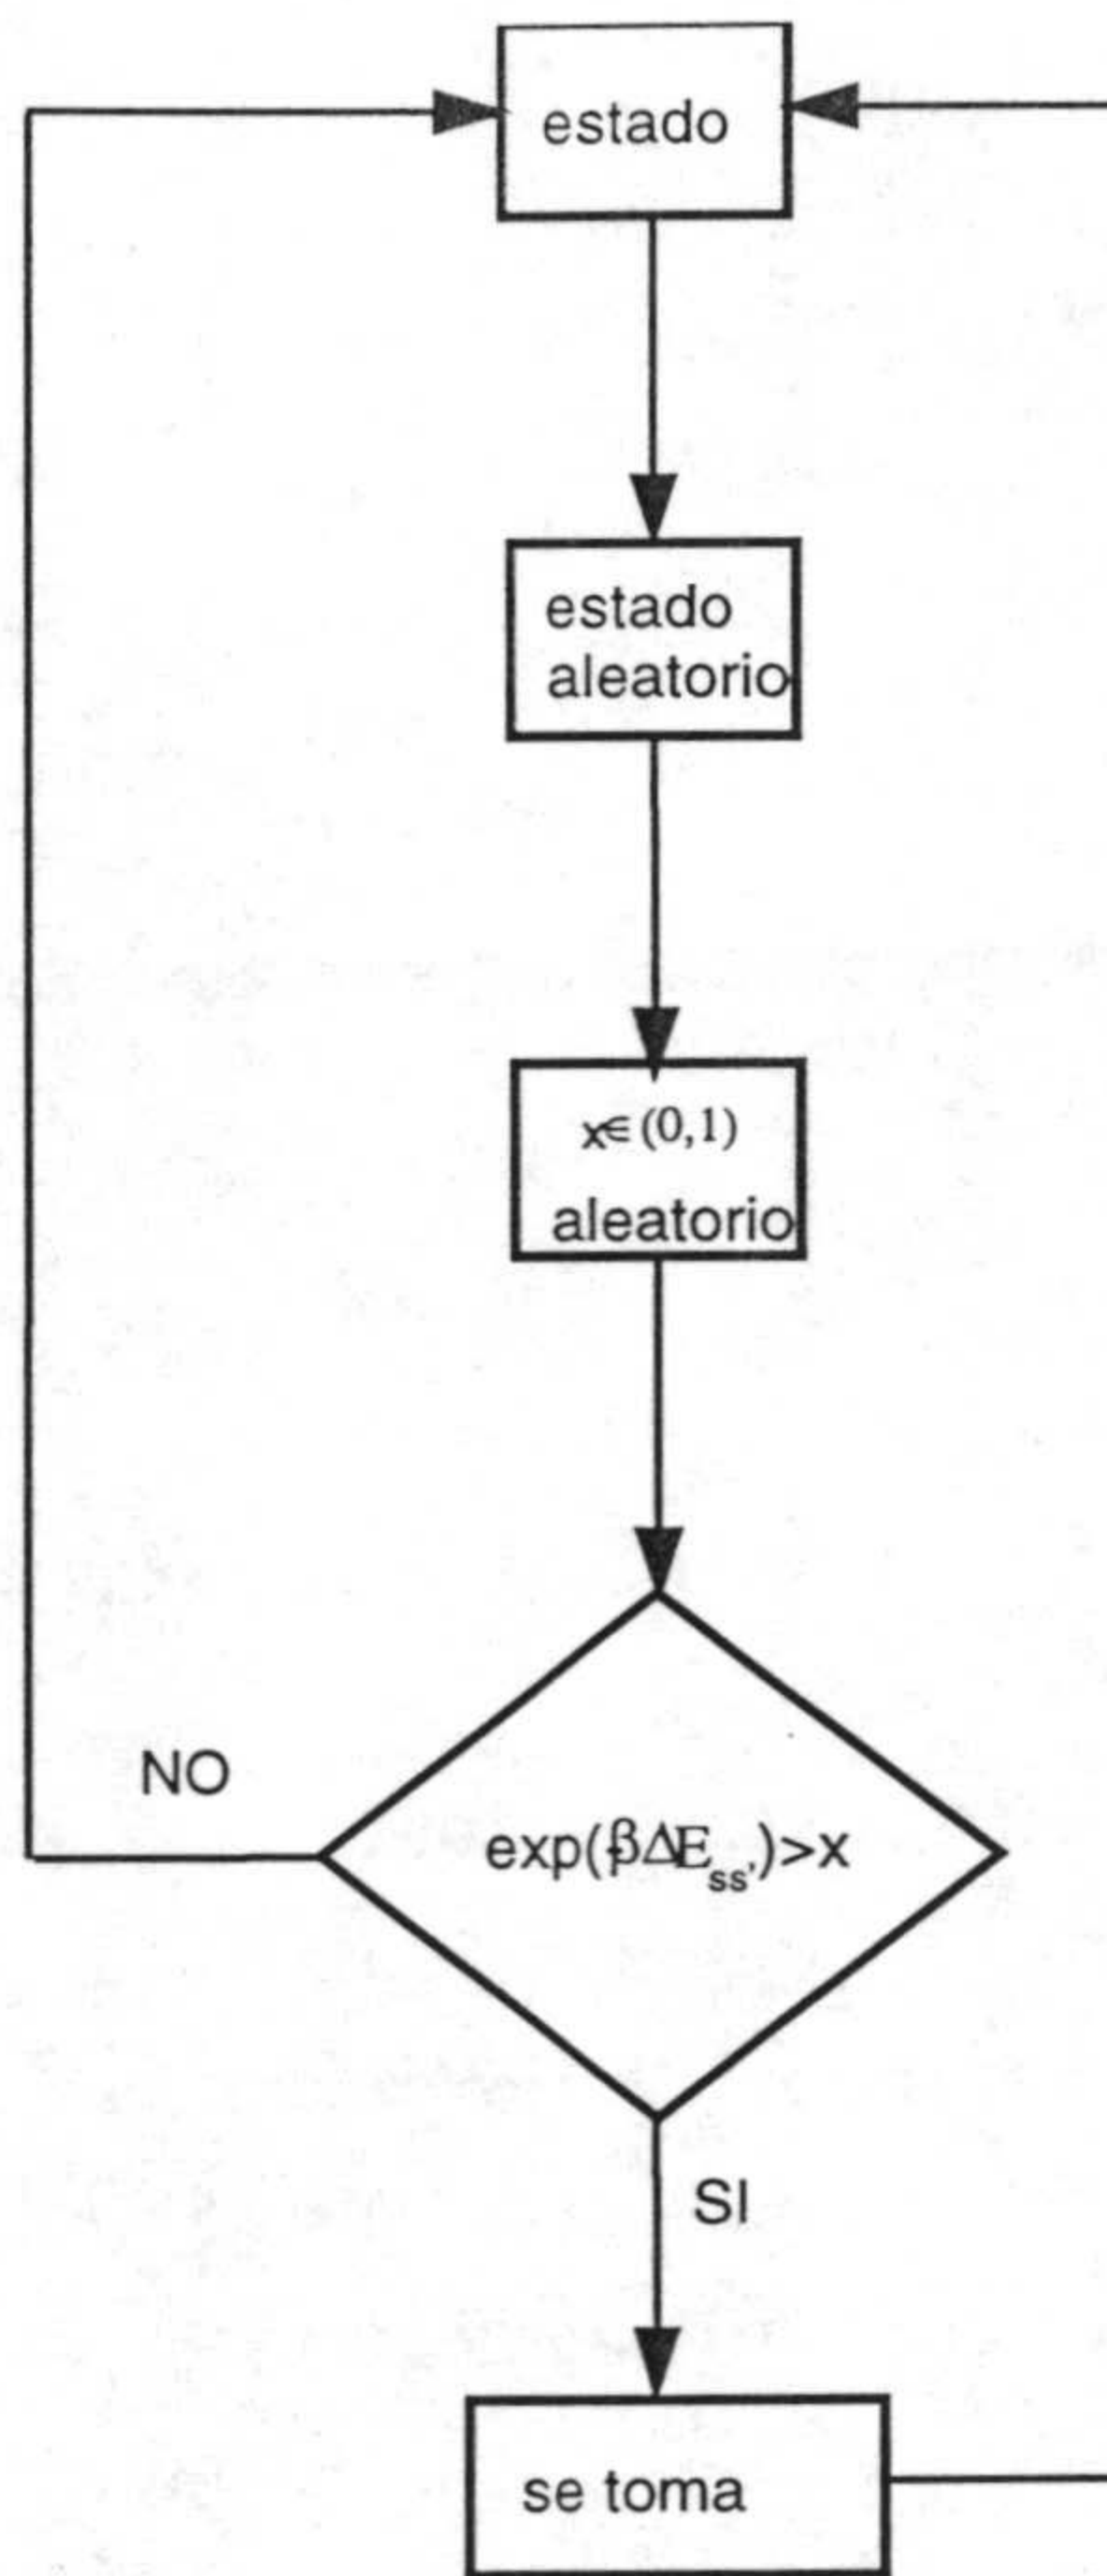 estado
estado
aleatorio
x∈(0,1)
aleatorio
NO
exp(βΔE_ss')>x
SI
se toma